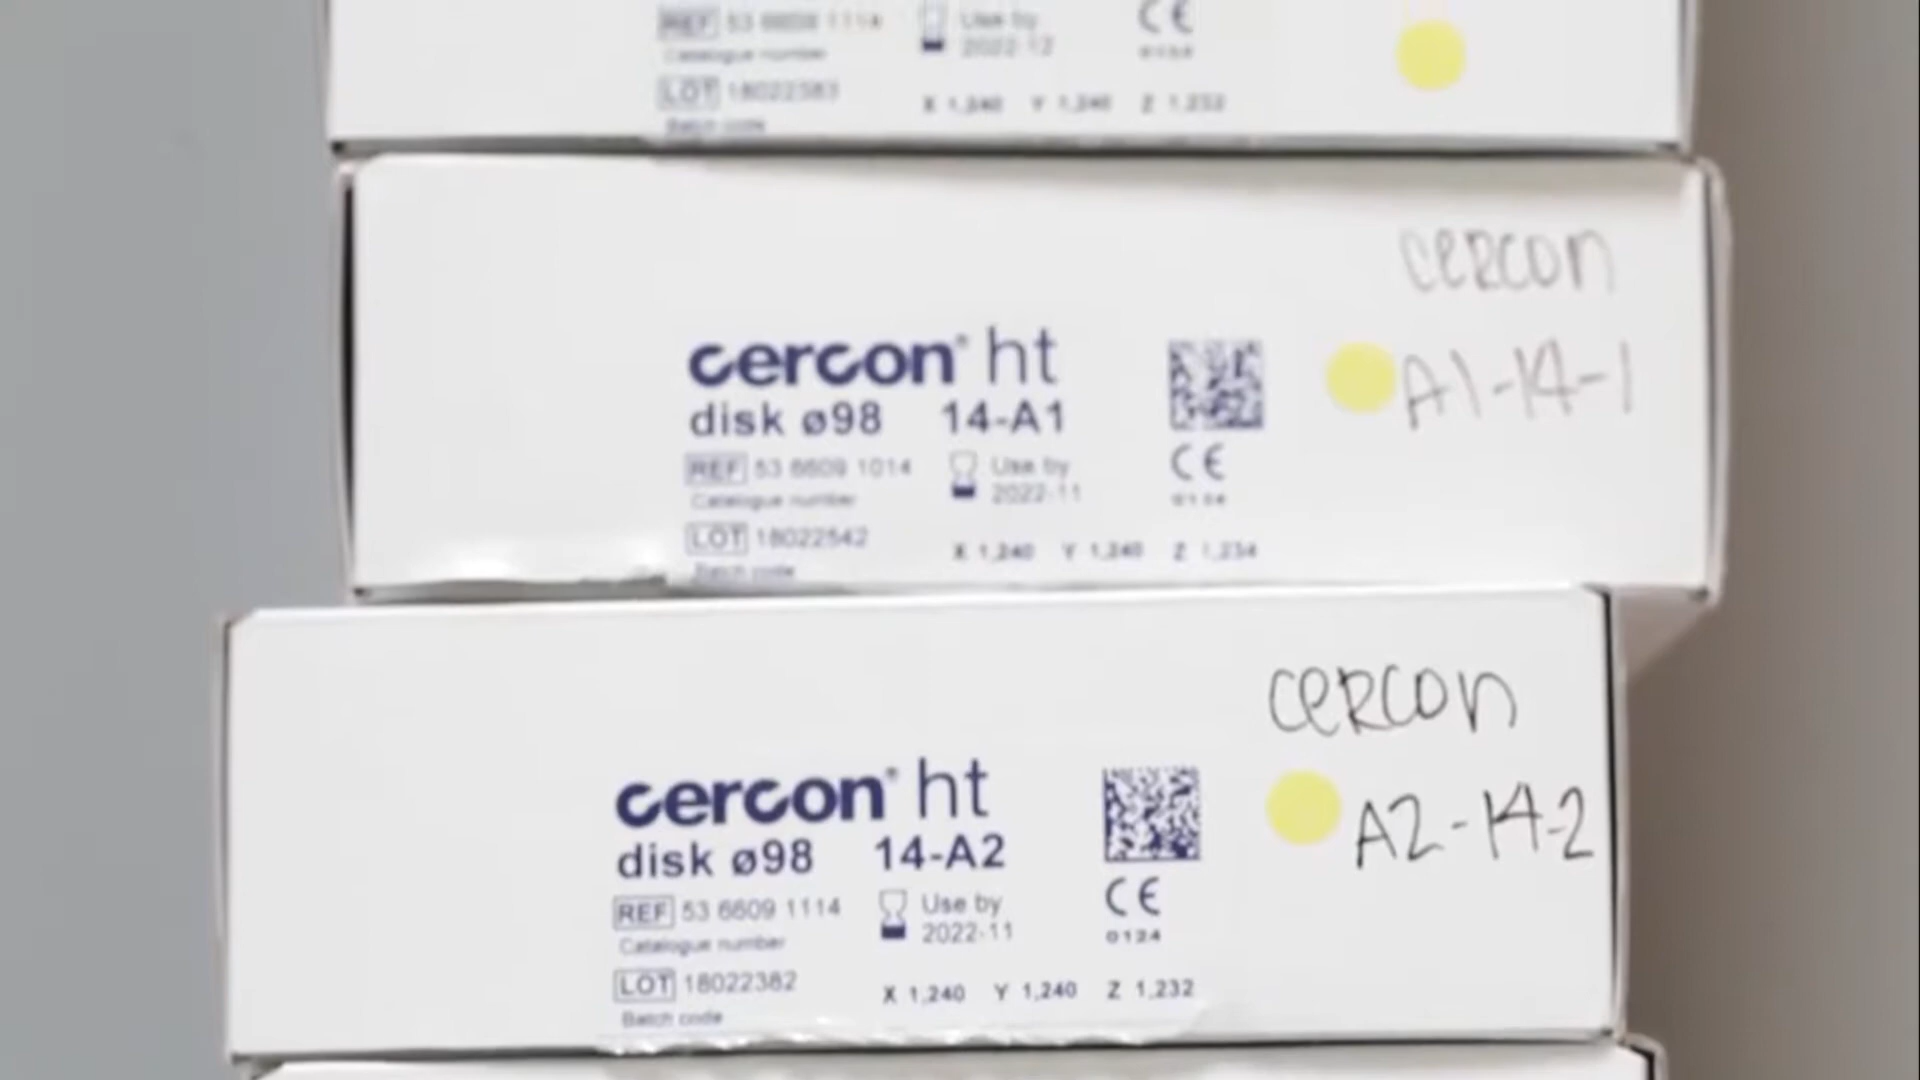 REF 53 6609 1114
Use by
2022-12
CE
Catalogue number
LOT 18022383
X 1,240 Y 1,240 Z 1,232
Batch code
cercon
cercon® ht
A1-14-1
disk ø98 14-A1
REF 53 6609 1014
Use by
2022-11
CE
0124
Catalogue number
LOT 18022542
X 1,240 Y 1,240 Z 1,234
Batch code
cercon
cercon® ht
A2-14-2
disk ø98 14-A2
REF 53 6609 1114
Use by
2022-11
CE
0124
Catalogue number
LOT 18022382
X 1,240 Y 1,240 Z 1,232
Batch code